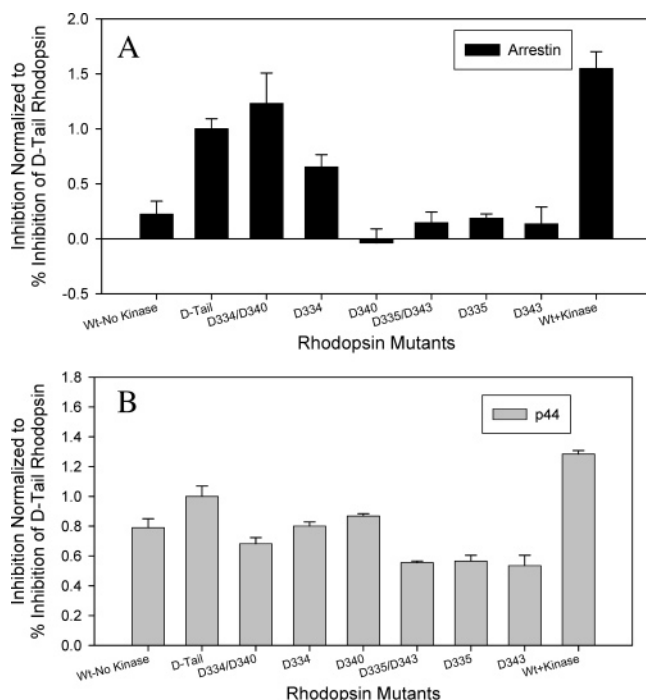 A
Arrestin
Inhibtion Normalized to
% Inhibition of D-Tail Rhodopsin
2.0
1.5
1.0
0.5
0.0
-0.5
Wt-No Kinase
D-Tail
D334/D340
D334
D340
D335/D343
D335
D343
Wt+Kinase
Rhodopsin Mutants
B
p44
Inhibition Normalized to
% Inhibition of D-Tail Rhodopsin
1.8
1.6
1.4
1.2
1.0
0.8
0.6
0.4
0.2
0.0
Wt-No Kinase
D-Tail
D334/D340
D334
D340
D335/D343
D335
D343
Wt+Kinase
Rhodopsin Mutants